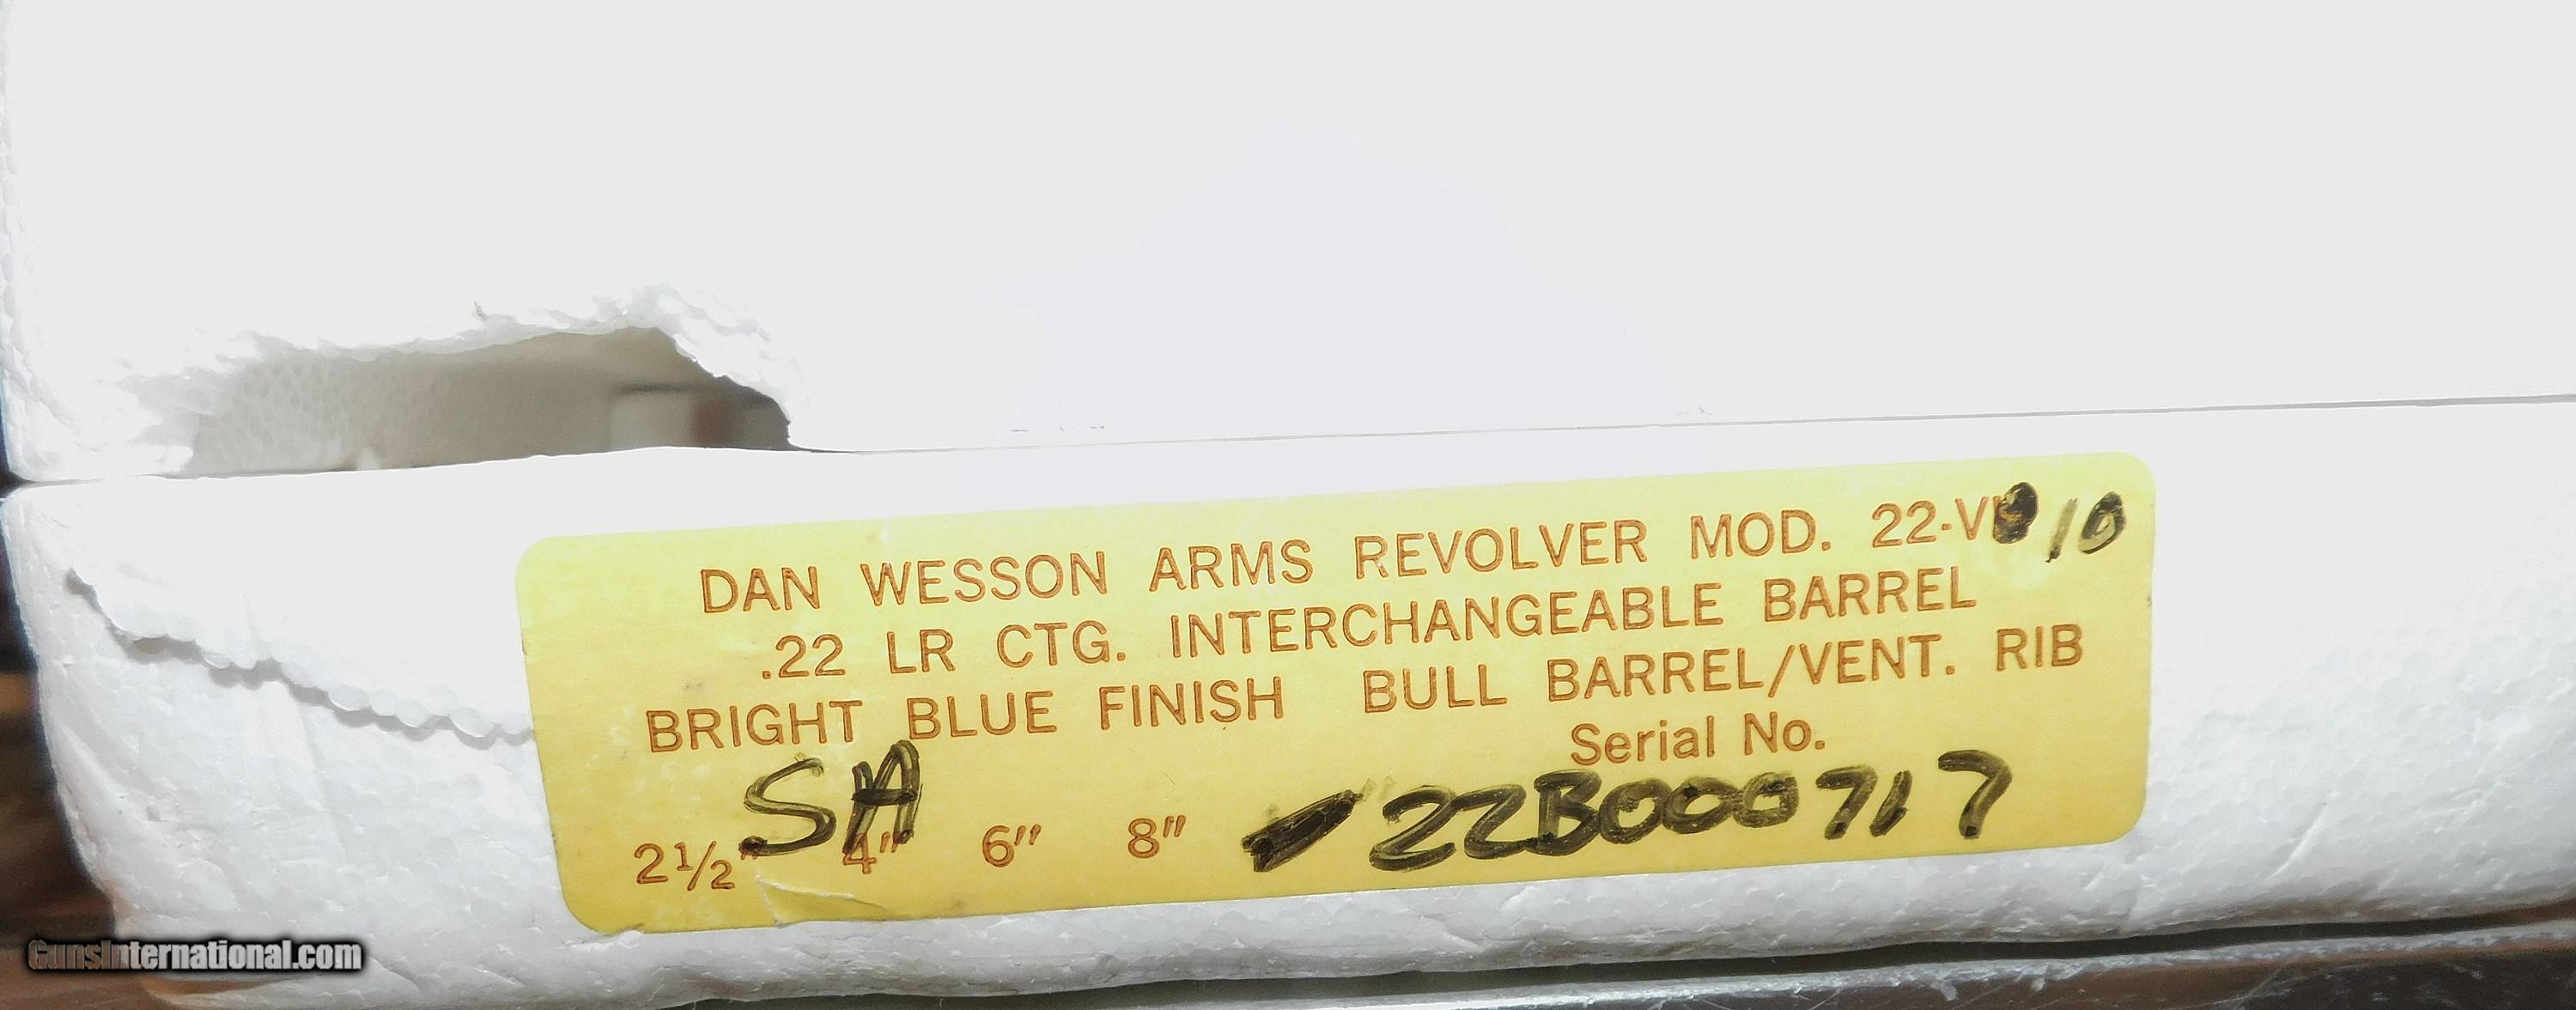 DAN WESSON ARMS REVOLVER MOD. 22-V 10
.22 LR CTG. INTERCHANGEABLE BARREL
BRIGHT BLUE FINISH BULL BARREL/VENT. RIB
Serial No.
SA
2½" 4" 6" 8" 22B000717
GunsInternational.com